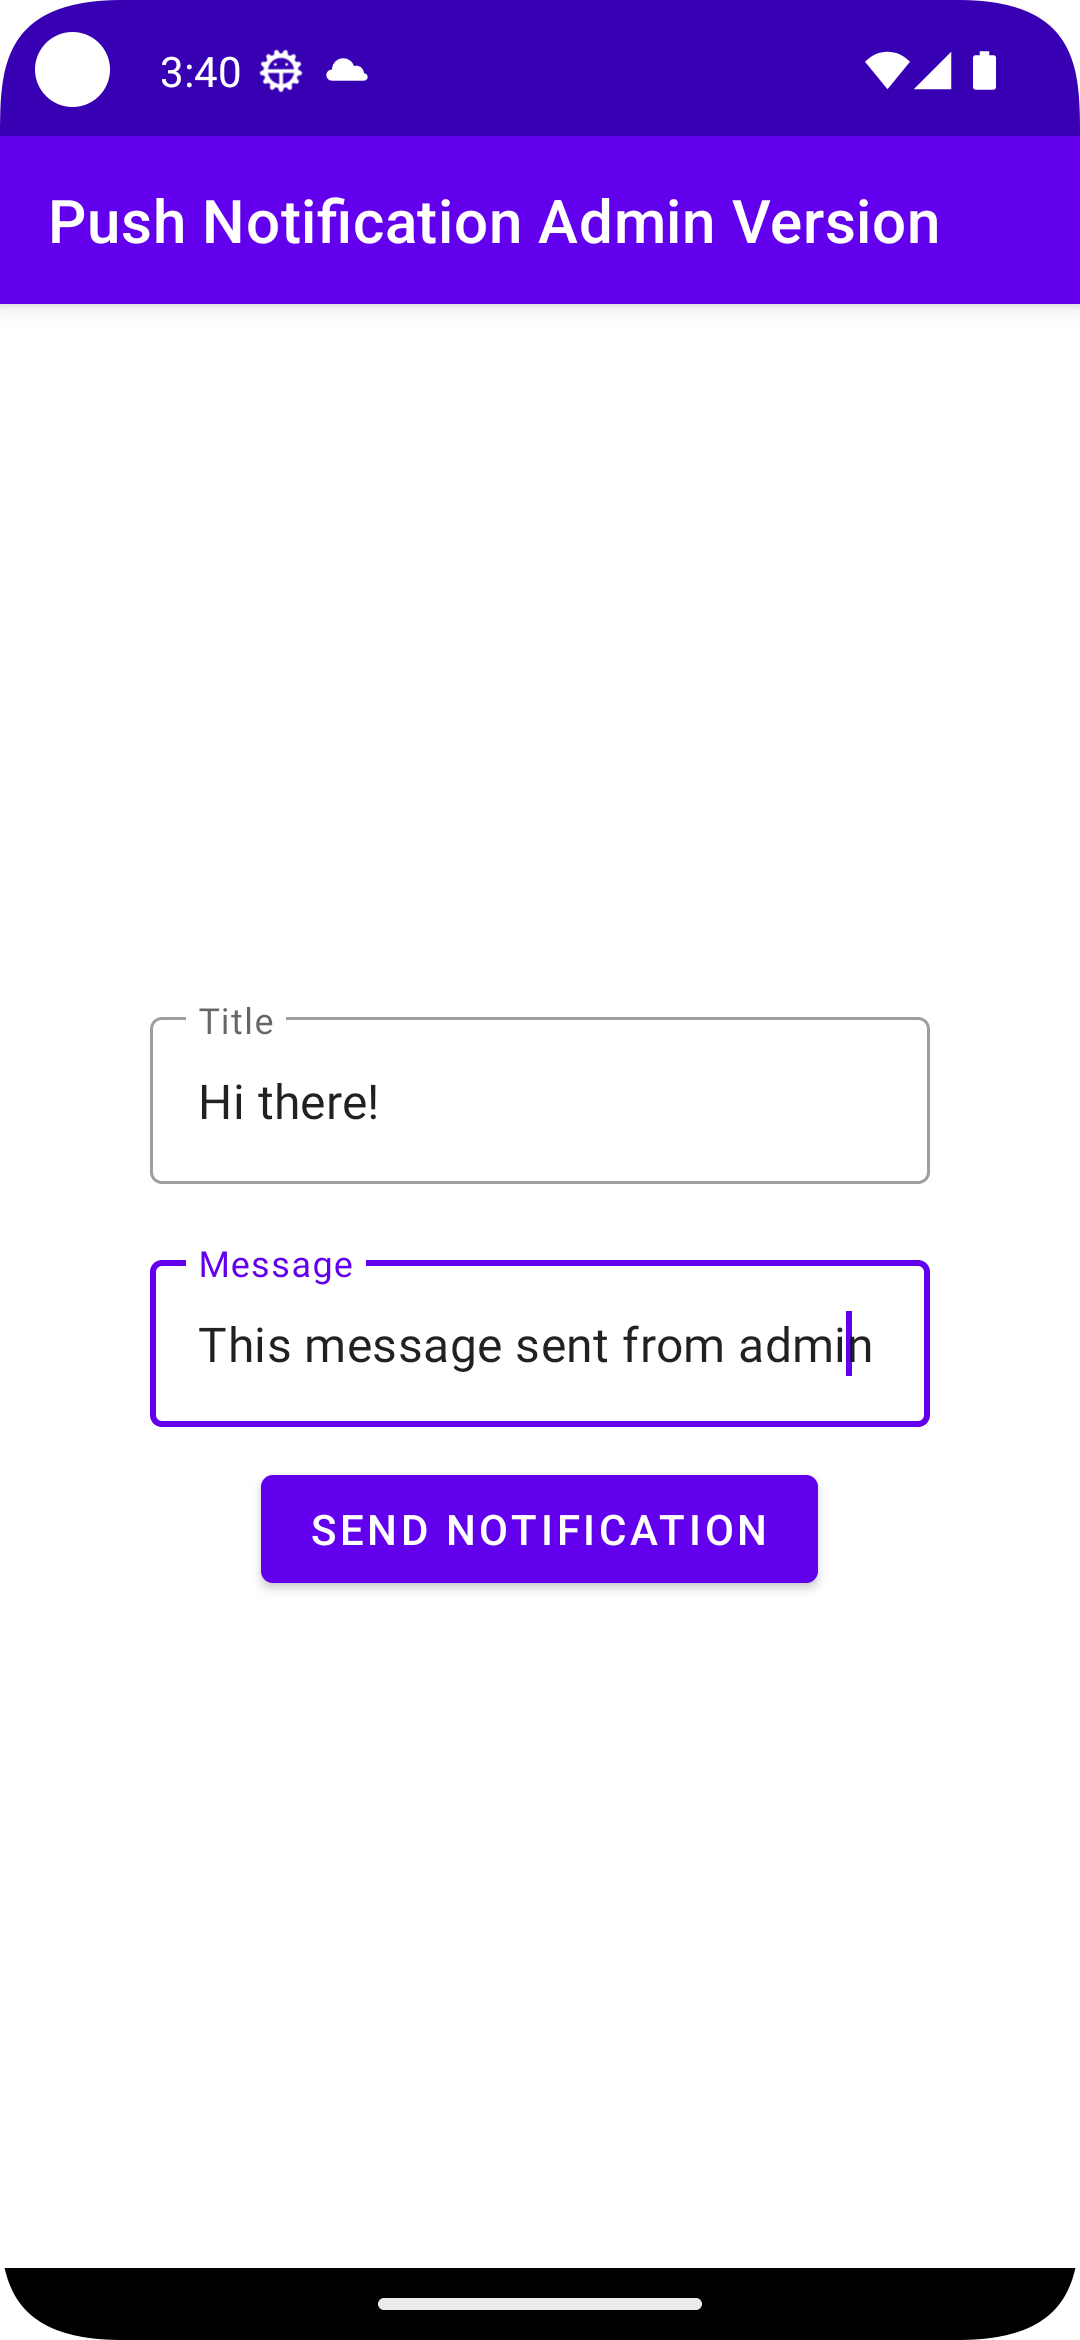 3:40
Push Notification Admin Version
Title
Hi there!
Message
This message sent from admin
SEND NOTIFICATION